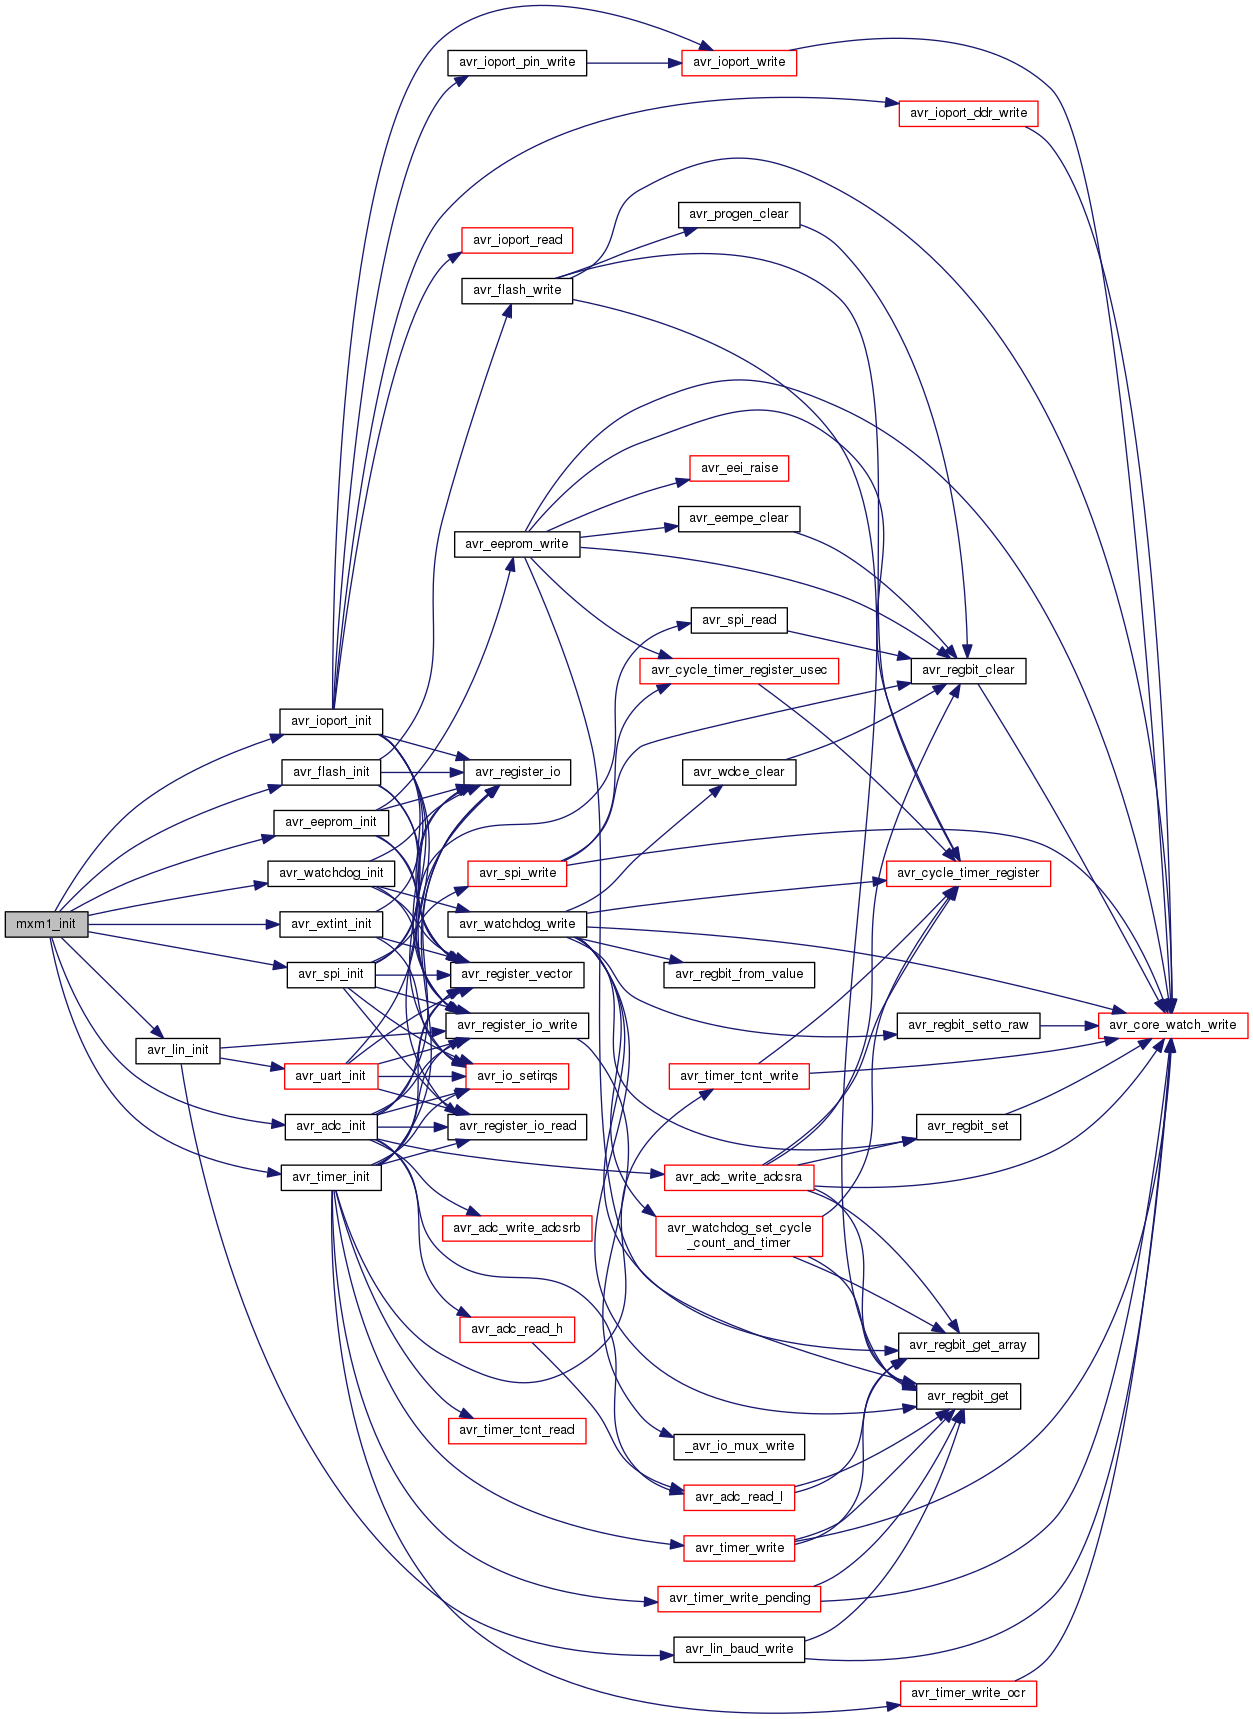 avr_ioport_pin_write
avr_ioport_write
avr_ioport_ddr_write
avr_progen_clear
avr_ioport_read
avr_flash_write
avr_eei_raise
avr_eempe_clear
avr_eeprom_write
avr_spi_read
avr_cycle_timer_register_usec
avr_regbit_clear
avr_ioport_init
avr_flash_init
avr_register_io
avr_wdce_clear
avr_eeprom_init
avr_watchdog_init
avr_spi_write
avr_cycle_timer_register
mxm1_init
avr_extint_init
avr_watchdog_write
avr_spi_init
avr_register_vector
avr_regbit_from_value
avr_register_io_write
avr_regbit_setto_raw
avr_core_watch_write
avr_lin_init
avr_uart_init
avr_io_setirqs
avr_timer_tcnt_write
avr_adc_init
avr_register_io_read
avr_regbit_set
avr_timer_init
avr_adc_write_adcsra
avr_adc_write_adcsrb
avr_watchdog_set_cycle
_count_and_timer
avr_adc_read_h
avr_regbit_get_array
avr_regbit_get
avr_timer_tcnt_read
_avr_io_mux_write
avr_adc_read_l
avr_timer_write
avr_timer_write_pending
avr_lin_baud_write
avr_timer_write_ocr